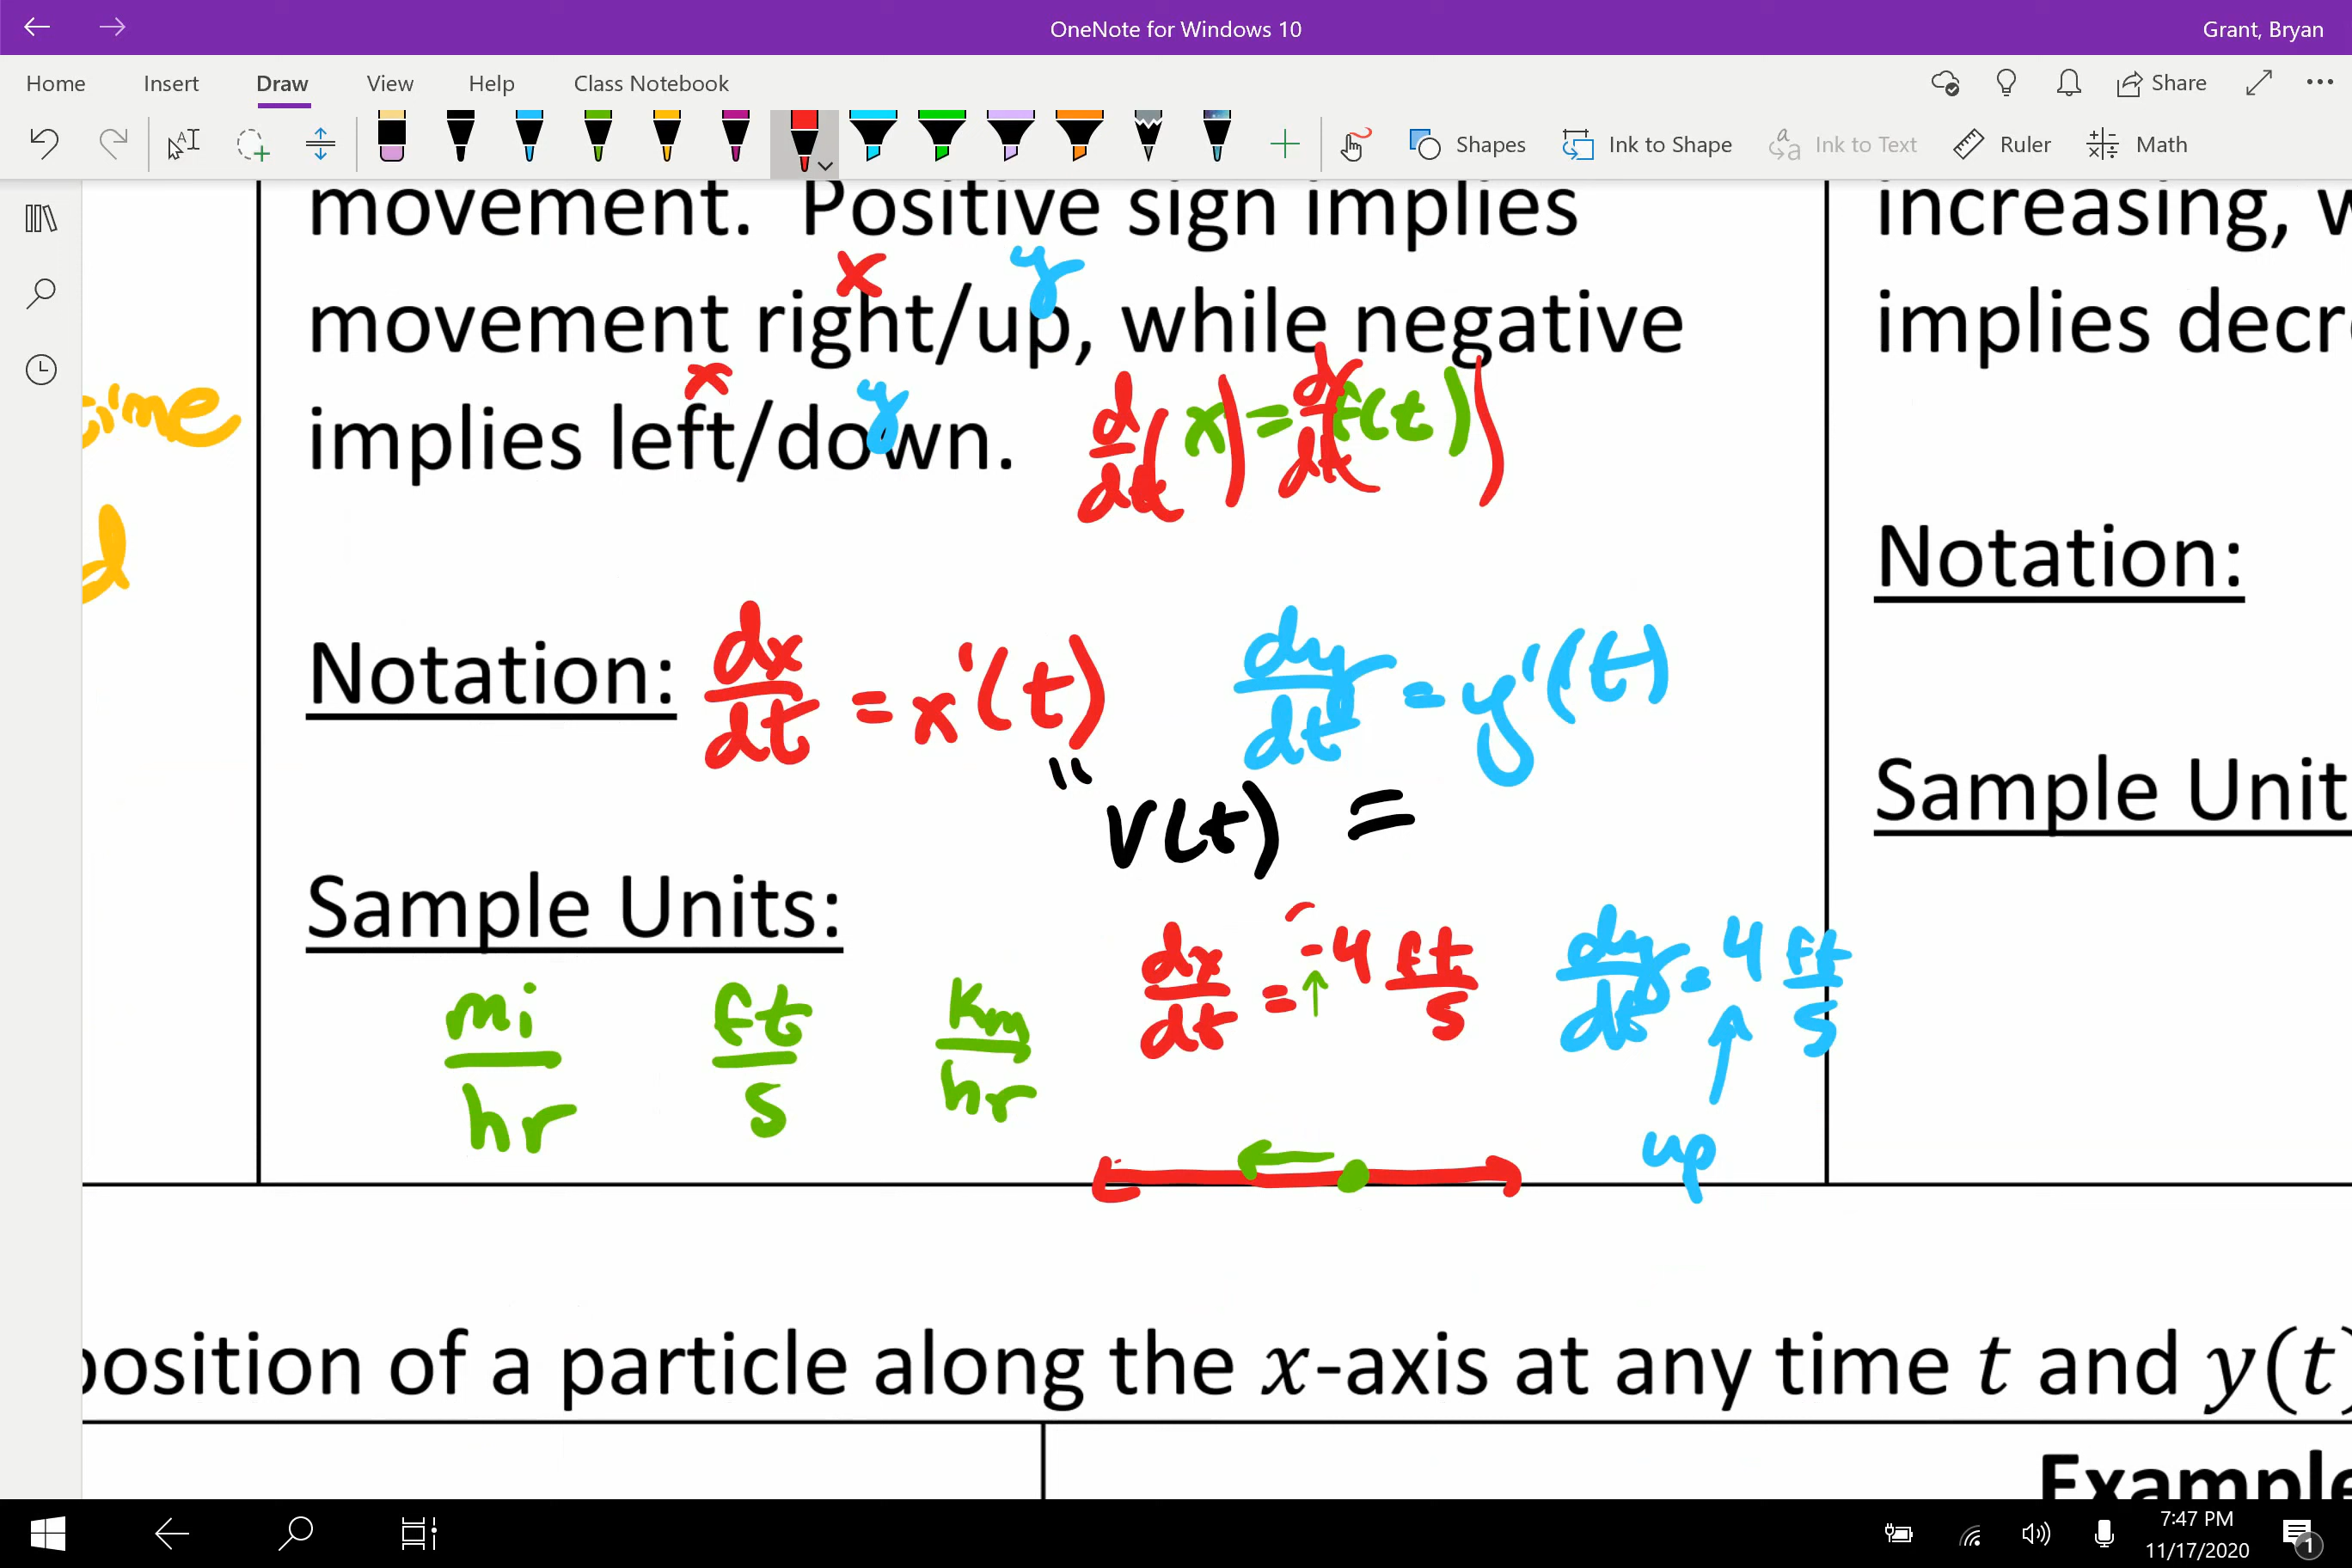 OneNote for Windows 10
Grant, Bryan
Home Insert Draw View Help Class Notebook Share
Shapes Ink to Shape Ink to Text Ruler Math
movement. Positive sign implies
x y
movement right/up, while negative
x y
implies left/down. d/dt(x) = d/dt(f(t))
Notation: dx/dt = x'(t) dy/dt = y'(t)
" v(t) =
Sample Units:
mi/hr ft/s km/hr dx/dt = -4 ft/s dy/dt = 4 ft/s
up
ime
d
increasing, w
implies decr
Notation:
Sample Unit
position of a particle along the x-axis at any time t and y(t)
Example
7:47 PM
11/17/2020
1